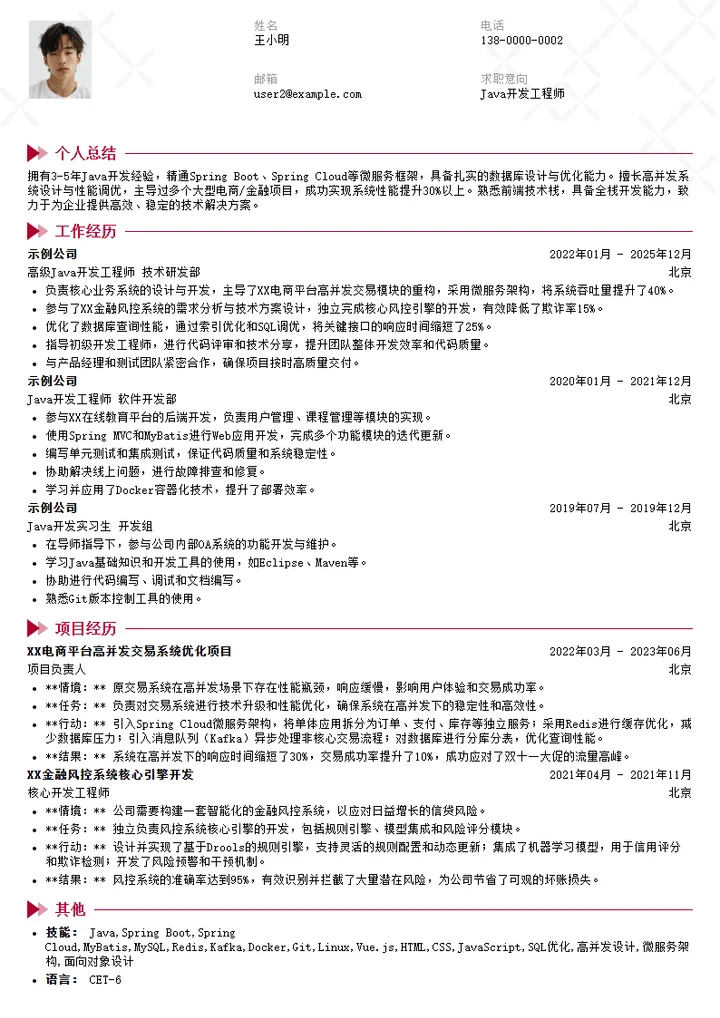 姓名
王小明
电话
138-0000-0002
邮箱
user2@example.com
求职意向
Java开发工程师
个人总结
拥有3-5年Java开发经验，精通Spring Boot、Spring Cloud等微服务框架，具备扎实的数据库设计与优化能力。擅长高并发系
统设计与性能调优，主导过多个大型电商/金融项目，成功实现系统性能提升30%以上。熟悉前端技术栈，具备全栈开发能力，致
力于为企业提供高效、稳定的技术解决方案。
工作经历
示例公司 2022年01月 - 2025年12月
高级Java开发工程师 技术研发部 北京
• 负责核心业务系统的设计与开发，主导了XX电商平台高并发交易模块的重构，采用微服务架构，将系统吞吐量提升了40%。
• 参与了XX金融风控系统的需求分析与技术方案设计，独立完成核心风控引擎的开发，有效降低了欺诈率15%。
• 优化了数据库查询性能，通过索引优化和SQL调优，将关键接口的响应时间缩短了25%。
• 指导初级开发工程师，进行代码评审和技术分享，提升团队整体开发效率和代码质量。
• 与产品经理和测试团队紧密合作，确保项目按时高质量交付。
示例公司 2020年01月 - 2021年12月
Java开发工程师 软件开发部 北京
• 参与XX在线教育平台的后端开发，负责用户管理、课程管理等模块的实现。
• 使用Spring MVC和MyBatis进行Web应用开发，完成多个功能模块的迭代更新。
• 编写单元测试和集成测试，保证代码质量和系统稳定性。
• 协助解决线上问题，进行故障排查和修复。
• 学习并应用了Docker容器化技术，提升了部署效率。
示例公司 2019年07月 - 2019年12月
Java开发实习生 开发组 北京
• 在导师指导下，参与公司内部OA系统的功能开发与维护。
• 学习Java基础知识和开发工具的使用，如Eclipse、Maven等。
• 协助进行代码编写、调试和文档编写。
• 熟悉Git版本控制工具的使用。
项目经历
XX电商平台高并发交易系统优化项目 2022年03月 - 2023年06月
项目负责人 北京
• **情境：** 原交易系统在高并发场景下存在性能瓶颈，响应缓慢，影响用户体验和交易成功率。
• **任务：** 负责对交易系统进行技术升级和性能优化，确保系统在高并发下的稳定性和高效性。
• **行动：** 引入Spring Cloud微服务架构，将单体应用拆分为订单、支付、库存等独立服务；采用Redis进行缓存优化，减
少数据库压力；引入消息队列（Kafka）异步处理非核心交易流程；对数据库进行分库分表，优化查询性能。
• **结果：** 系统在高并发下的响应时间缩短了30%，交易成功率提升了10%，成功应对了双十一大促的流量高峰。
XX金融风控系统核心引擎开发 2021年04月 - 2021年11月
核心开发工程师 北京
• **情境：** 公司需要构建一套智能化的金融风控系统，以应对日益增长的信贷风险。
• **任务：** 独立负责风控系统核心引擎的开发，包括规则引擎、模型集成和风险评分模块。
• **行动：** 设计并实现了基于Drools的规则引擎，支持灵活的规则配置和动态更新；集成了机器学习模型，用于信用评分
和欺诈检测；开发了风险预警和干预机制。
• **结果：** 风控系统的准确率达到95%，有效识别并拦截了大量潜在风险，为公司节省了可观的坏账损失。
其他
• 技能： Java,Spring Boot,Spring
Cloud,MyBatis,MySQL,Redis,Kafka,Docker,Git,Linux,Vue.js,HTML,CSS,JavaScript,SQL优化,高并发设计,微服务架
构,面向对象设计
• 语言： CET-6